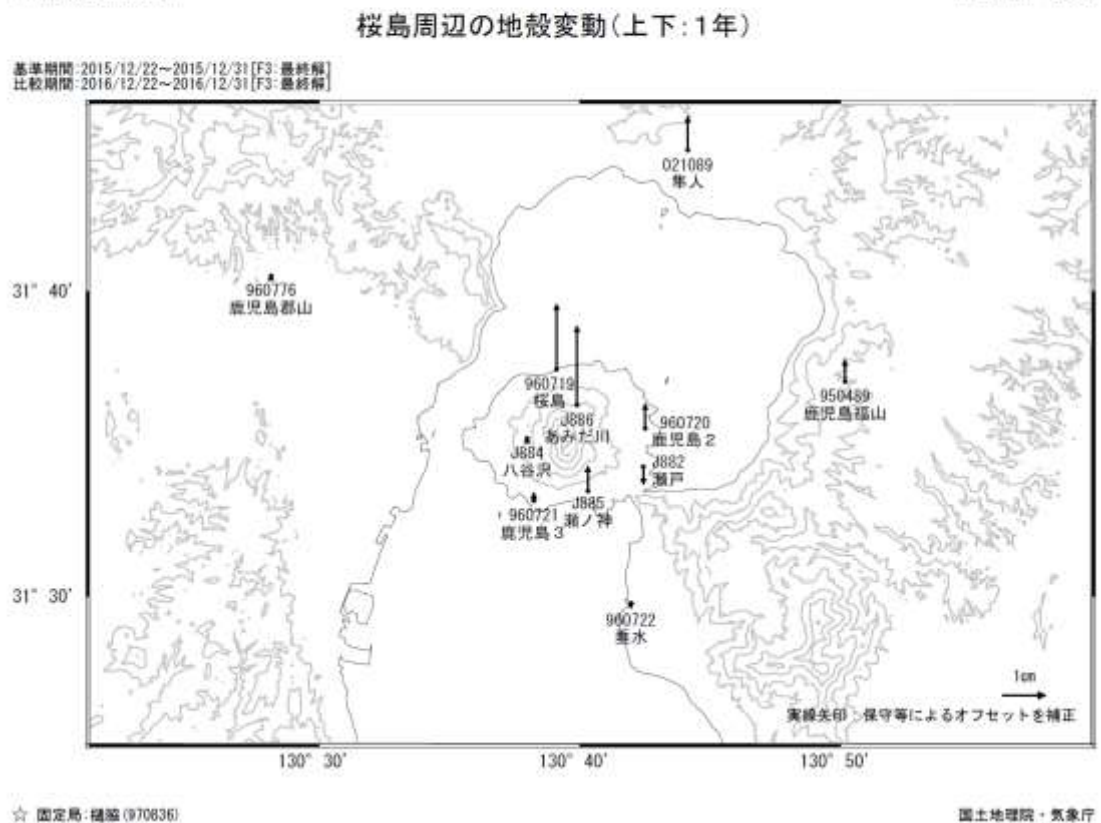 桜島周辺の地殻変動(上下:1年)
基準期間:2015/12/22～2015/12/31[F3:最終解]
比較期間:2016/12/22～2016/12/31[F3:最終解]
021089
隼人
31° 40'
960776
鹿児島郡山
960719
桜島
950489
鹿児島福山
J886
あみだ川
960720
鹿児島2
J884
八谷沢
J882
瀬戸
960721
鹿児島3
J885
瀬ノ神
31° 30'
960722
垂水
1cm
実線矢印:保守等によるオフセットを補正
130° 30'
130° 40'
130° 50'
☆ 固定局:樋脇(970836)
国土地理院・気象庁